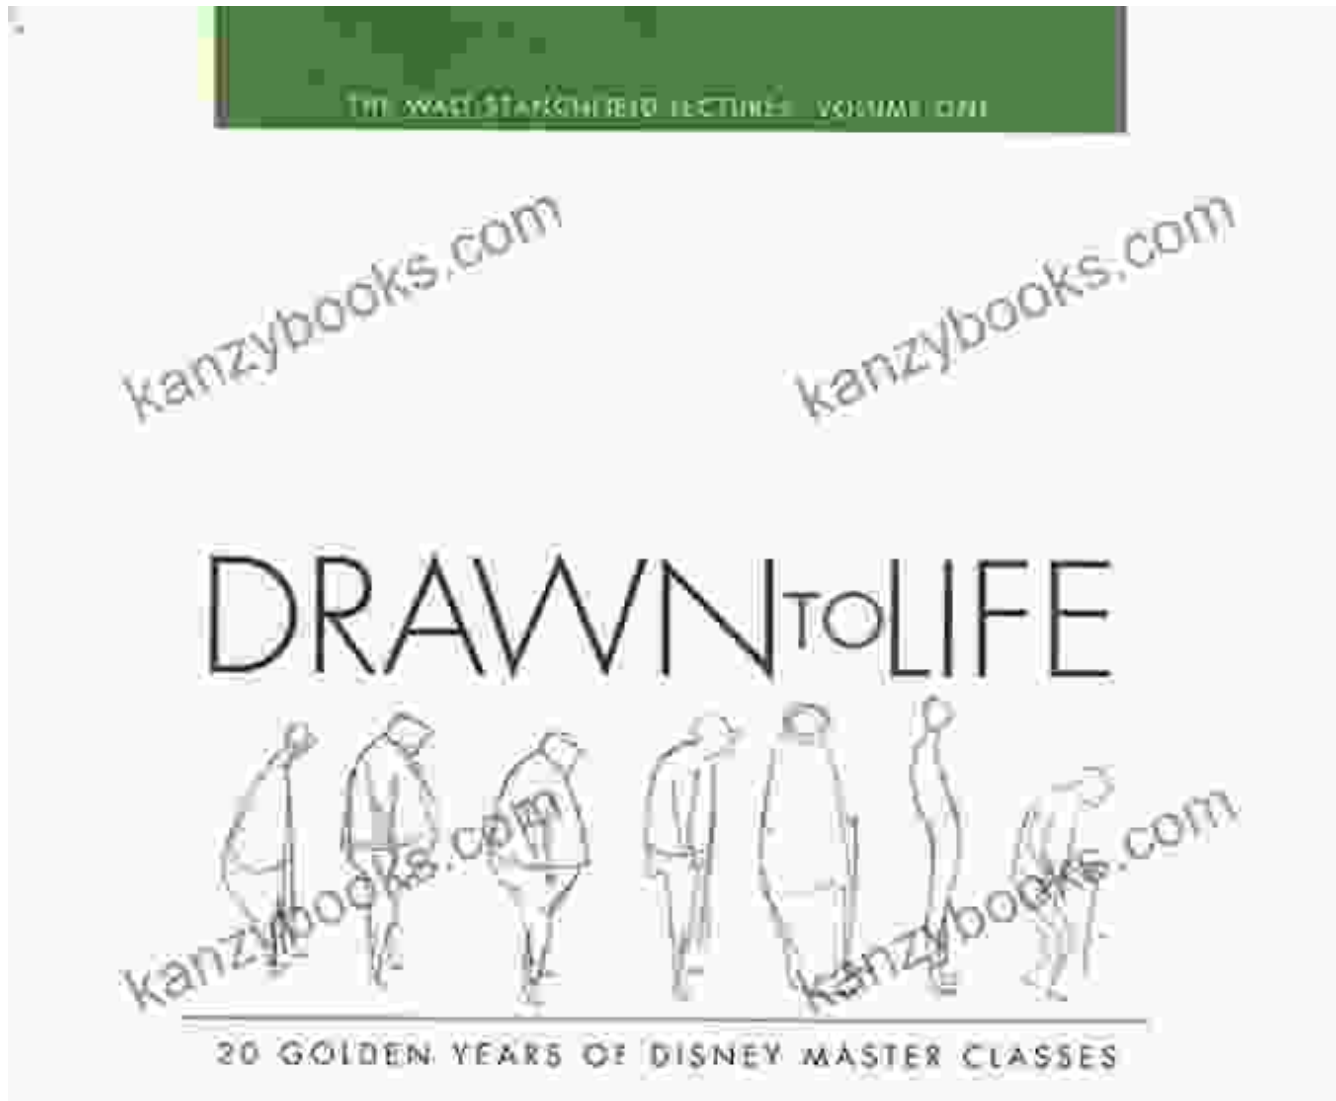 THE WALT STANCHFIELD LECTURES VOLUME ONE
kanzybooks.com kanzybooks.com
DRAWN TO LIFE
kanzybooks.com kanzybooks.com
20 GOLDEN YEARS OF DISNEY MASTER CLASSES